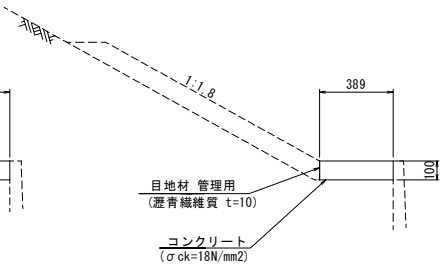 1:1.8
389
100
目地材 管理用
(瀝青繊維質 t=10)
コンクリート
(σck=18N/mm2)